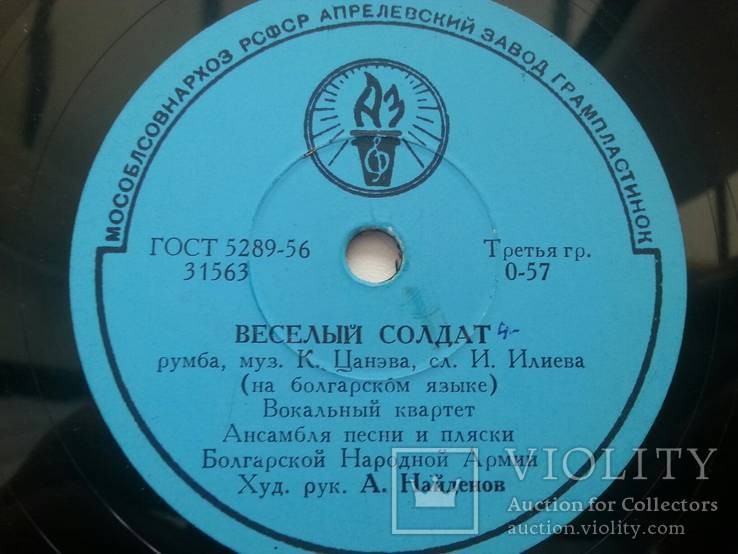 МОСОБЛСОВНАРХОЗ РСФСР АПРЕЛЕВСКИЙ ЗАВОД ГРАМПЛАСТИНОК
АЗ
ГОСТ 5289-56
31563
Третья гр.
0-57
ВЕСЕЛЫЙ СОЛДАТ
румба, муз. К. Цанэва, сл. И. Илиева
(на болгарском языке)
Вокальный квартет
Ансамбля песни и пляски
Болгарской Народной Армии
Худ. рук. А. Найденов
VIOLITY
Auction for Collectors
auction.violity.com